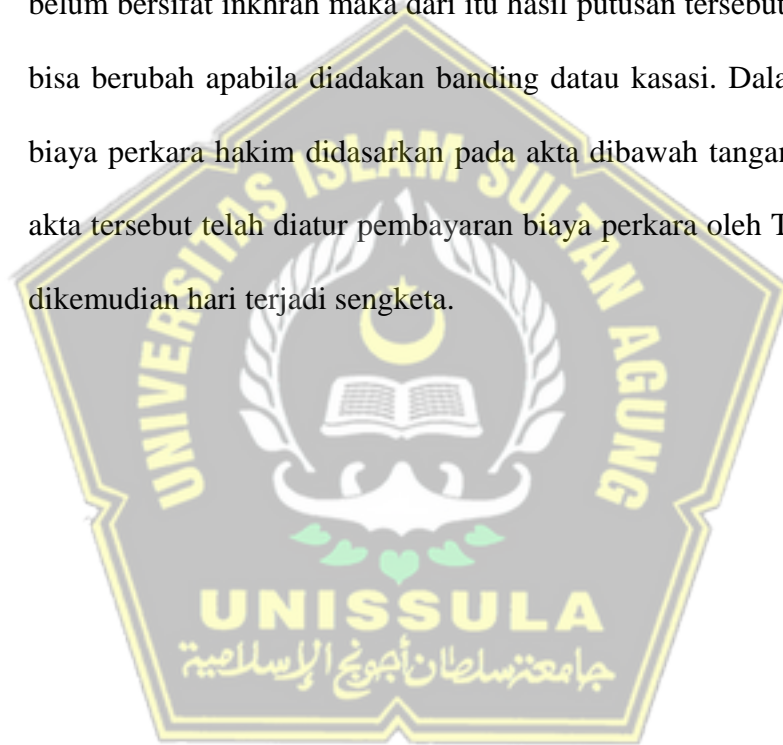 belum bersifat inkhrah maka dari itu hasil putusan tersebut
bisa berubah apabila diadakan banding datau kasasi. Dala
biaya perkara hakim didasarkan pada akta dibawah tangan
akta tersebut telah diatur pembayaran biaya perkara oleh T
dikemudian hari terjadi sengketa.
UNIVERSITAS ISLAM SULTAN AGUNG
UNISSULA
جامعة سلطان أجونج الإسلامية